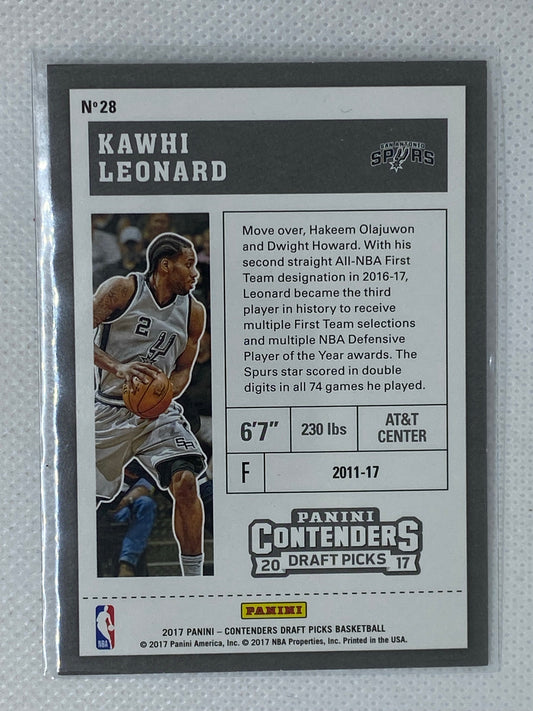 Nº 28
KAWHI
LEONARD
SAN ANTONIO
SPURS
Move over, Hakeem Olajuwon
and Dwight Howard. With his
second straight All-NBA First
Team designation in 2016-17,
Leonard became the third
player in history to receive
multiple First Team selections
and multiple NBA Defensive
Player of the Year awards. The
Spurs star scored in double
digits in all 74 games he played.
2
6'7" 230 lbs AT&T
CENTER
F 2011-17
PANINI
CONTENDERS
20 DRAFT PICKS 17
PANINI
NBA
2017 PANINI – CONTENDERS DRAFT PICKS BASKETBALL
© 2017 Panini America, Inc. © 2017 NBA Properties, Inc. Printed in the USA.